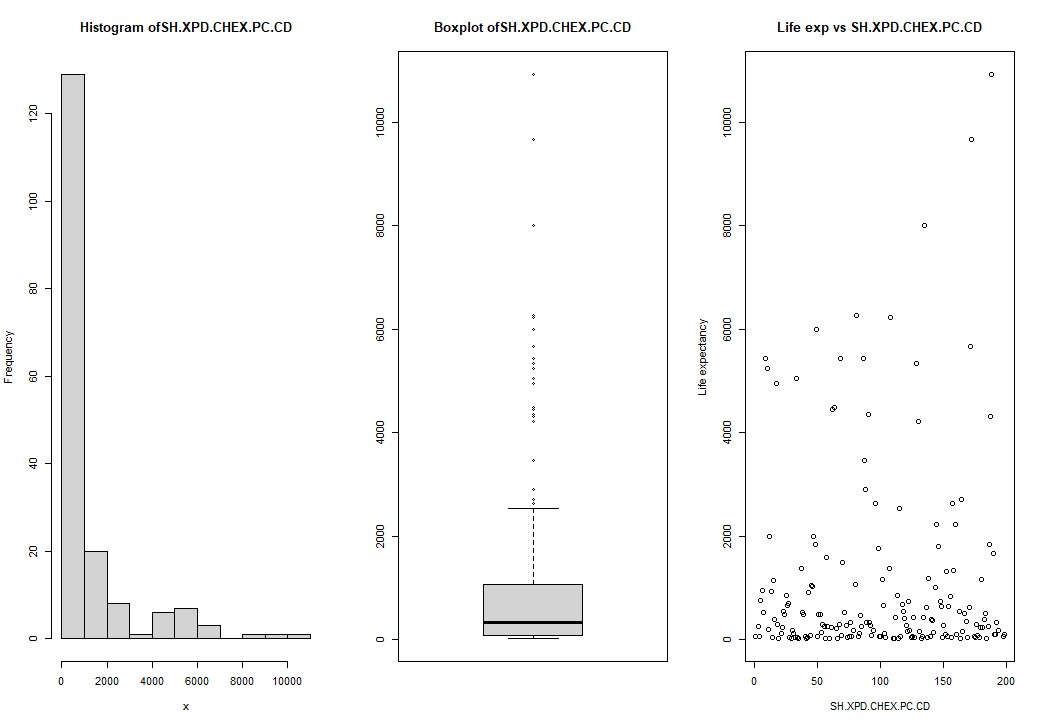 Histogram ofSH.XPD.CHEX.PC.CD
Frequency
0
20
40
60
80
100
120
0 2000 4000 6000 8000 10000
x
Boxplot ofSH.XPD.CHEX.PC.CD
0
2000
4000
6000
8000
10000
Life exp vs SH.XPD.CHEX.PC.CD
Life expectancy
0
2000
4000
6000
8000
10000
0 50 100 150 200
SH.XPD.CHEX.PC.CD